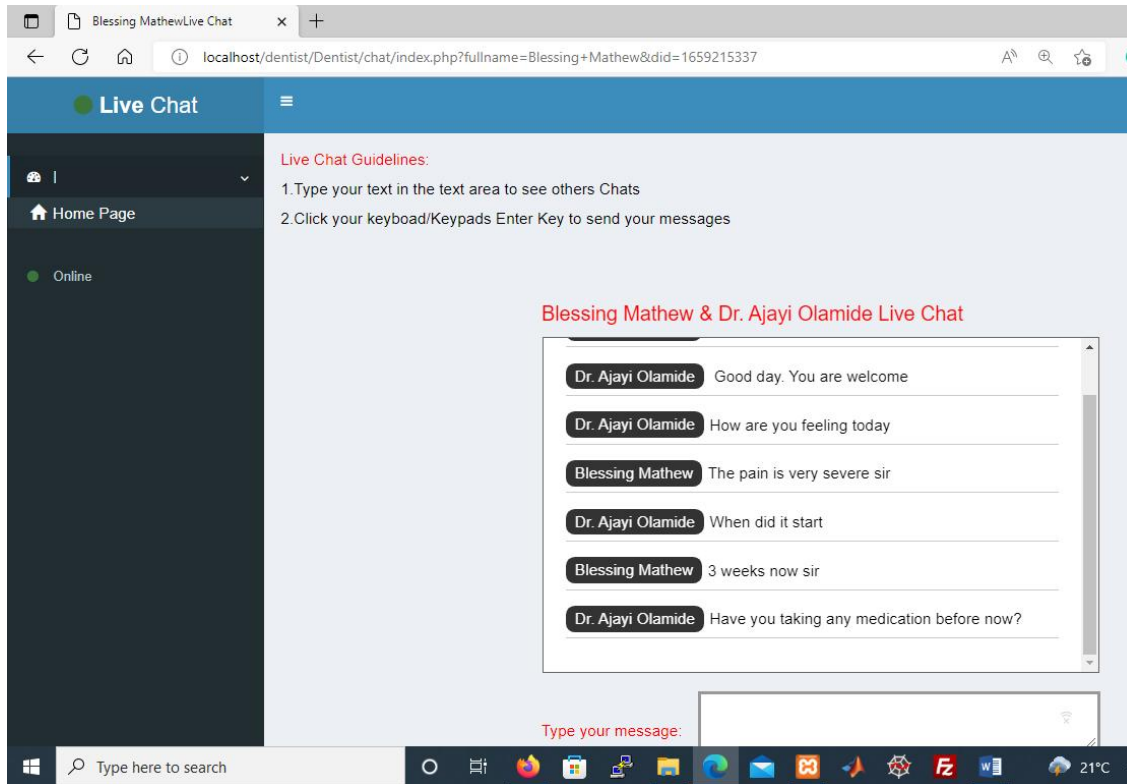 Blessing MathewLive Chat
localhost/dentist/Dentist/chat/index.php?fullname=Blessing+Mathew&did=1659215337
Live Chat
Live Chat Guidelines:
1.Type your text in the text area to see others Chats
2.Click your keyboad/Keypads Enter Key to send your messages
Home Page
Online
Blessing Mathew & Dr. Ajayi Olamide Live Chat
Dr. Ajayi Olamide Good day. You are welcome
Dr. Ajayi Olamide How are you feeling today
Blessing Mathew The pain is very severe sir
Dr. Ajayi Olamide When did it start
Blessing Mathew 3 weeks now sir
Dr. Ajayi Olamide Have you taking any medication before now?
Type your message:
Type here to search
21°C